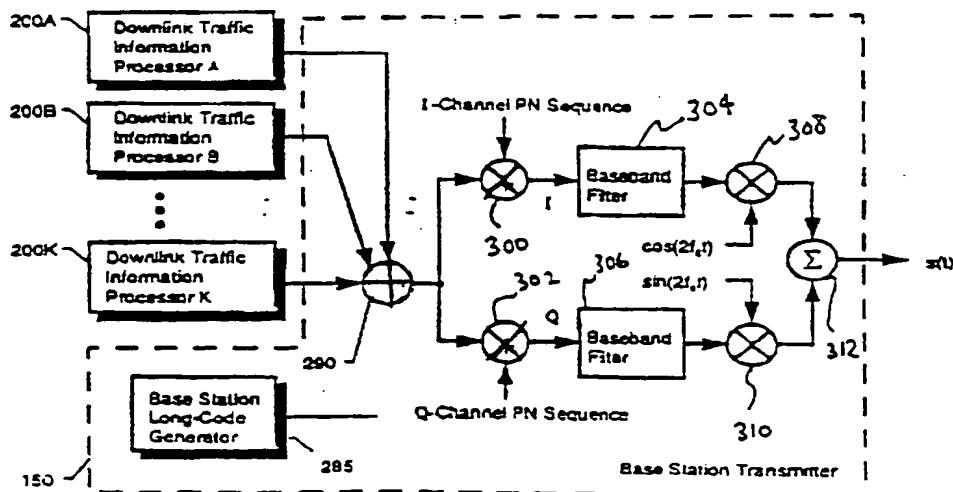 200A
Downlink Traffic
Information
Processor A
200B
Downlink Traffic
Information
Processor B
200K
Downlink Traffic
Information
Processor K
290
Base Station
Long-Code
Generator
285
150
I-Channel PN Sequence
300
I
304
Baseband
Filter
308
cos(2f
302
Q
306
Baseband
Filter
sin(2f
310
Σ
312
Q-Channel PN Sequence
Base Station Transmitter